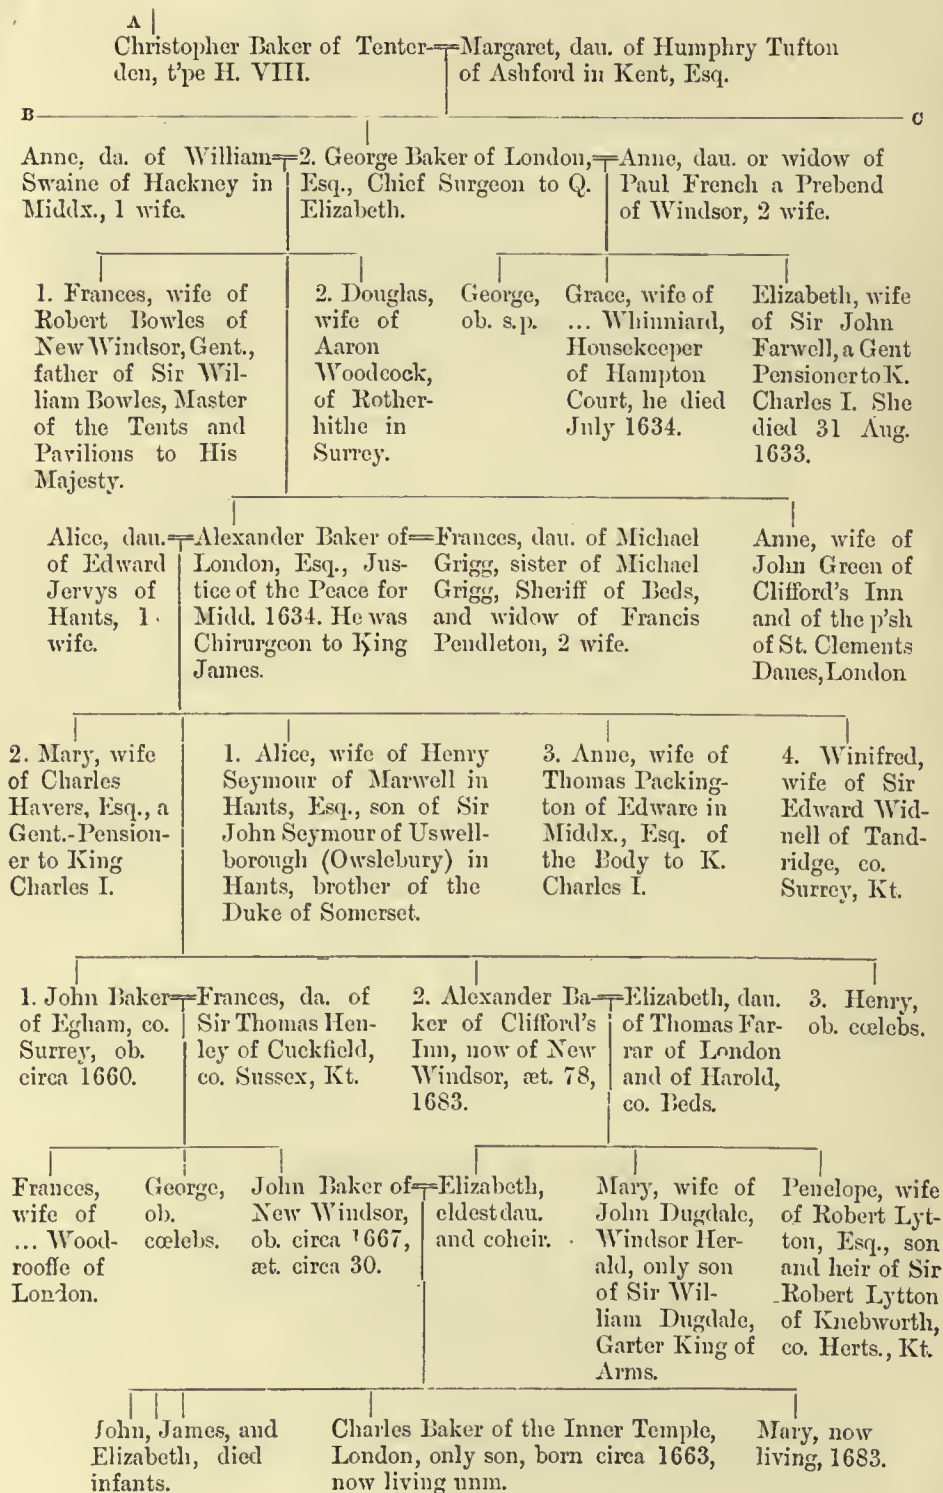 A
Christopher Baker of Tenter-
den, t'pe H. VIII.
Margaret, dau. of Humphry Tufton
of Ashford in Kent, Esq.
B
C
Anne, da. of William
Swaine of Hackney in
Middx., 1 wife.
2. George Baker of London,
Esq., Chief Surgeon to Q.
Elizabeth.
Anne, dau. or widow of
Paul French a Prebend
of Windsor, 2 wife.
1. Frances, wife of
Robert Bowles of
New Windsor, Gent.,
father of Sir Wil-
liam Bowles, Master
of the Tents and
Pavilions to His
Majesty.
2. Douglas,
wife of
Aaron
Woodcock,
of Rother-
hithe in
Surrey.
George,
ob. s.p.
Grace, wife of
... Whinniard,
Housekeeper
of Hampton
Court, he died
July 1634.
Elizabeth, wife
of Sir John
Farwell, a Gent
Pensioner to K.
Charles I. She
died 31 Aug.
1633.
Alice, dau.
of Edward
Jervys of
Hants, 1
wife.
Alexander Baker of
London, Esq., Jus-
tice of the Peace for
Midd. 1634. He was
Chirurgeon to King
James.
Frances, dau. of Michael
Grigg, sister of Michael
Grigg, Sheriff of Beds,
and widow of Francis
Pendleton, 2 wife.
Anne, wife of
John Green of
Clifford's Inn
and of the p'sh
of St. Clements
Danes, London
2. Mary, wife
of Charles
Havers, Esq., a
Gent.-Pension-
er to King
Charles I.
1. Alice, wife of Henry
Seymour of Marwell in
Hants, Esq., son of Sir
John Seymour of Uswell-
borough (Owslebury) in
Hants, brother of the
Duke of Somerset.
3. Anne, wife of
Thomas Packing-
ton of Edware in
Middx., Esq. of
the Body to K.
Charles I.
4. Winifred,
wife of Sir
Edward Wid-
nell of Tand-
ridge, co.
Surrey, Kt.
1. John Baker
of Egham, co.
Surrey, ob.
circa 1660.
Frances, da. of
Sir Thomas Hen-
ley of Cuckfield,
co. Sussex, Kt.
2. Alexander Ba-
ker of Clifford's
Inn, now of New
Windsor, æt. 78,
1683.
Elizabeth, dau.
of Thomas Far-
rar of London
and of Harold,
co. Beds.
3. Henry,
ob. cœlebs.
Frances,
wife of
... Wood-
rooffe of
London.
George,
ob.
cœlebs.
John Baker of
New Windsor,
ob. circa 1667,
æt. circa 30.
Elizabeth,
eldest dau.
and coheir.
Mary, wife of
John Dugdale,
Windsor Her-
ald, only son
of Sir Wil-
liam Dugdale,
Garter King of
Arms.
Penelope, wife
of Robert Lyt-
ton, Esq., son
and heir of Sir
Robert Lytton
of Knebworth,
co. Herts., Kt.
John, James, and
Elizabeth, died
infants.
Charles Baker of the Inner Temple,
London, only son, born circa 1663,
now living unm.
Mary, now
living, 1683.